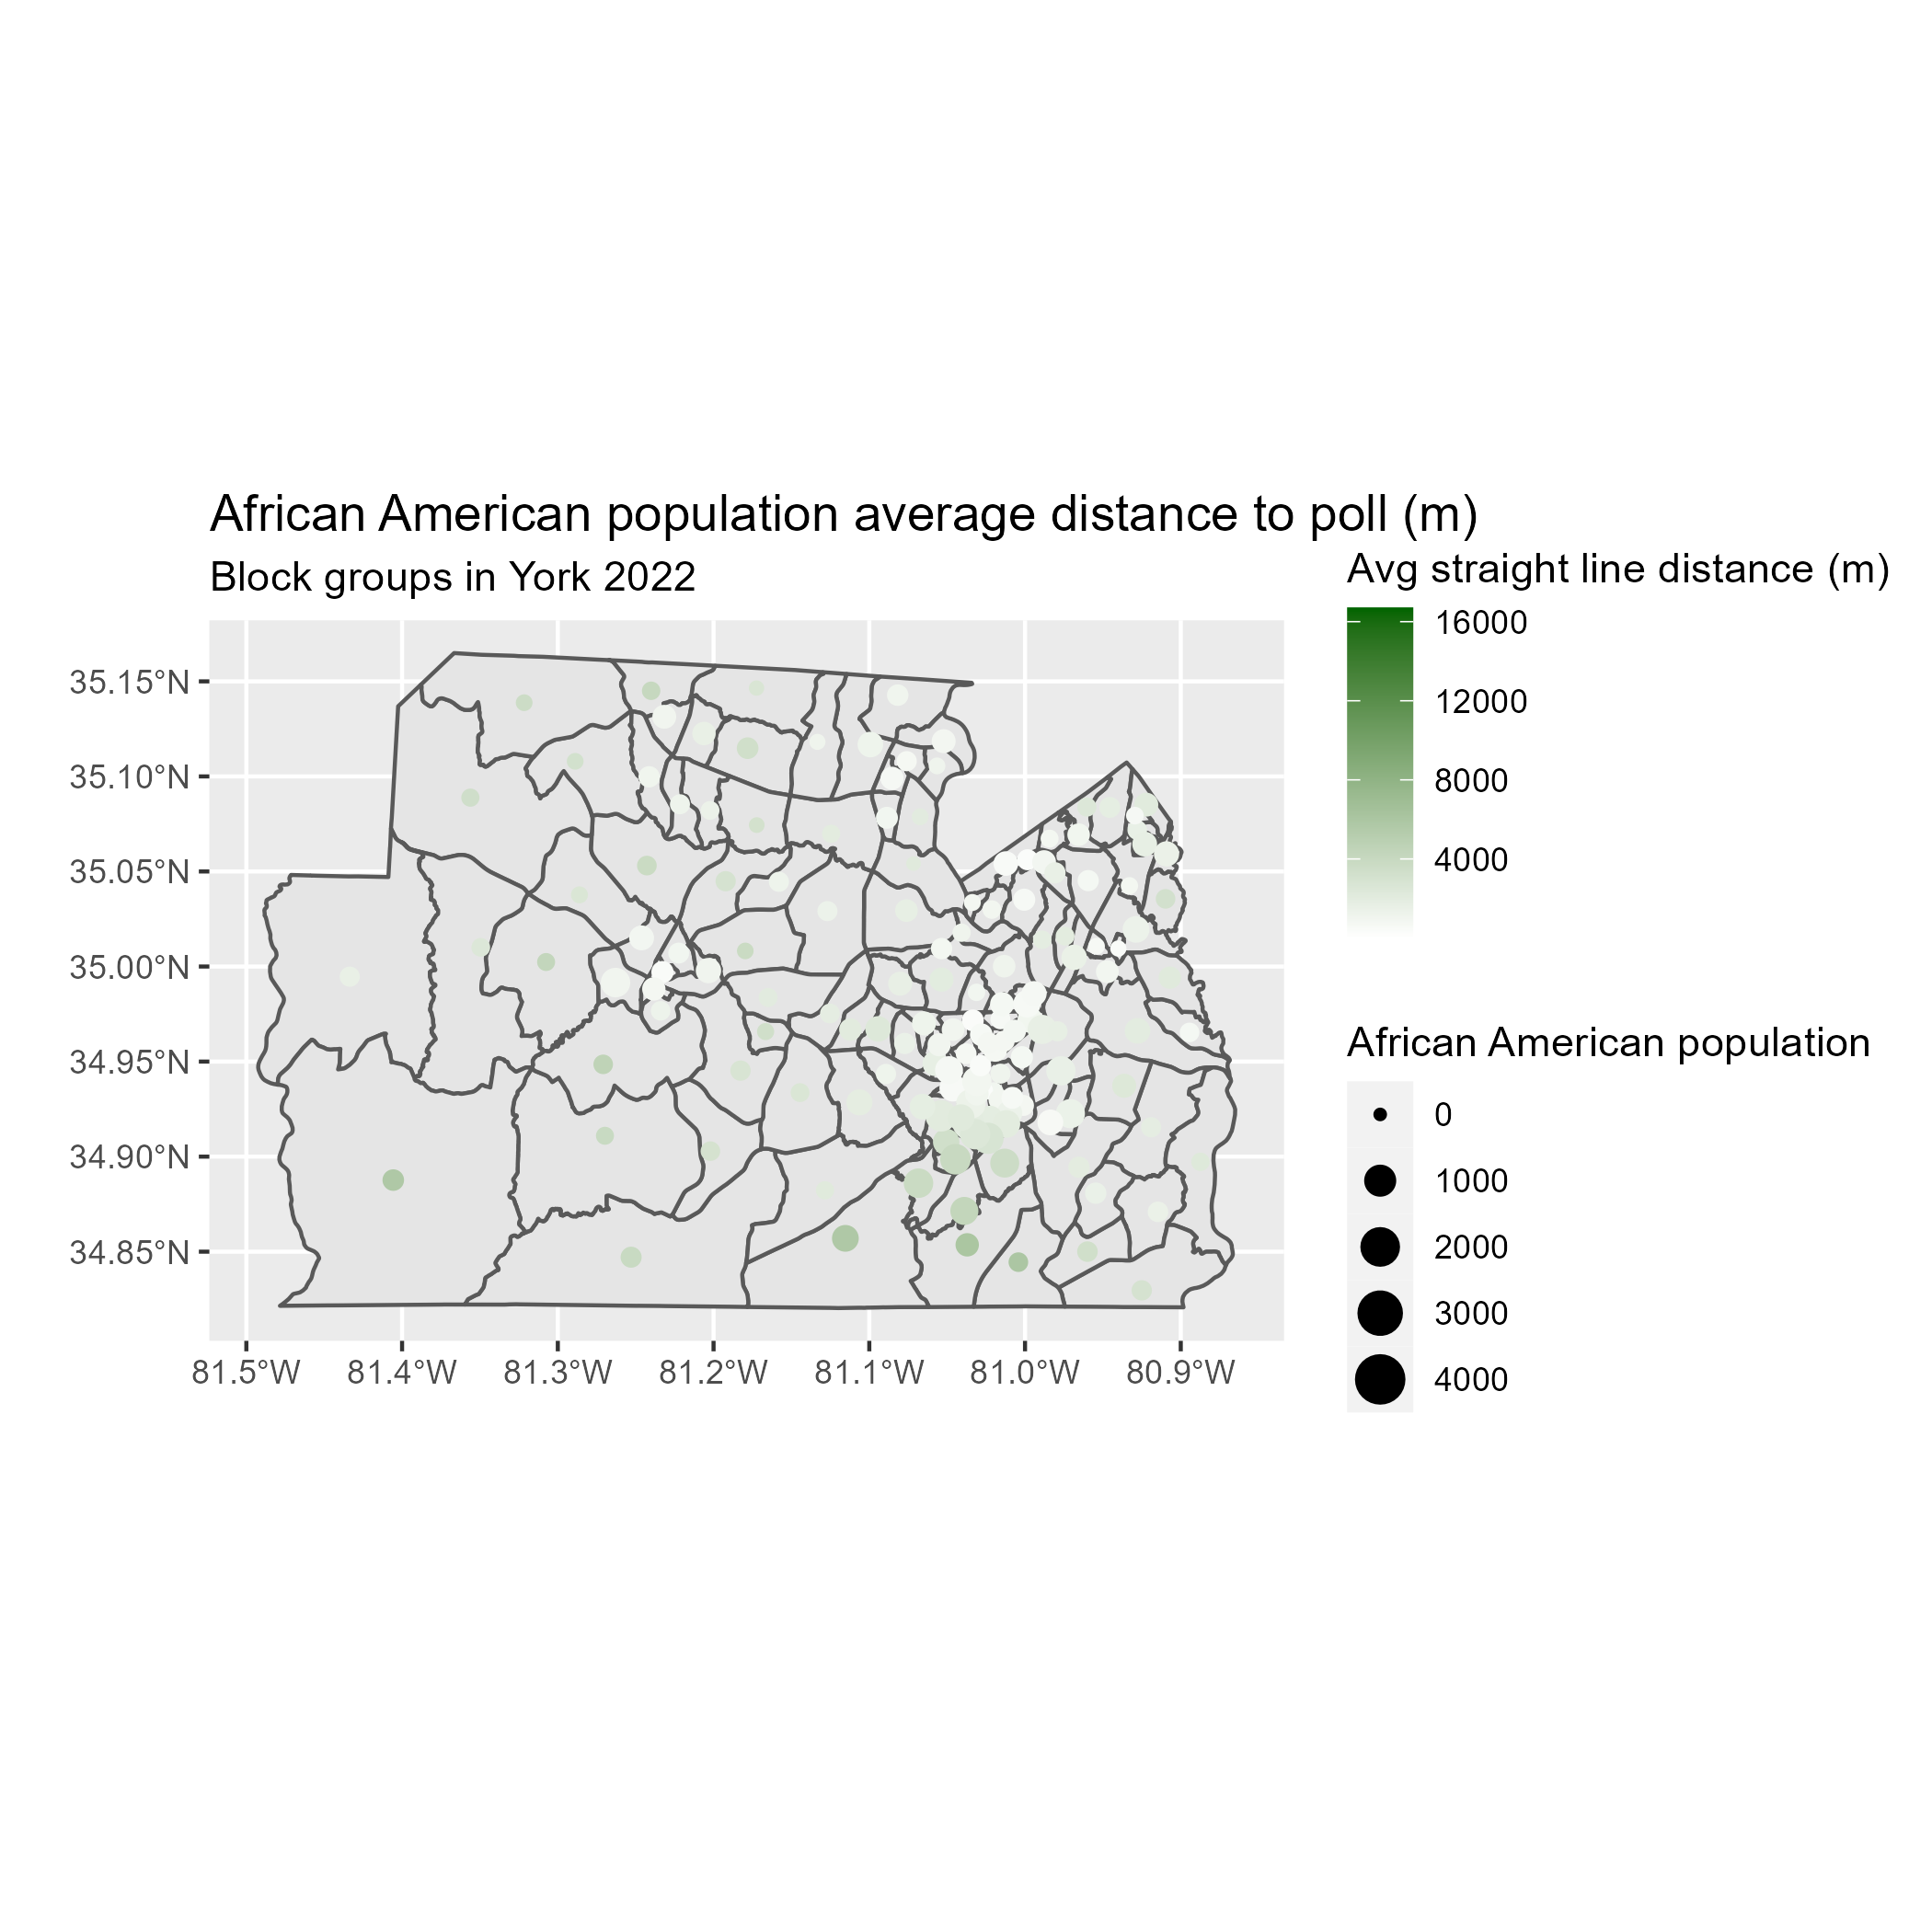 African American population average distance to poll (m)
Block groups in York 2022
35.15°N
35.10°N
35.05°N
35.00°N
34.95°N
34.90°N
34.85°N
81.5°W 81.4°W 81.3°W 81.2°W 81.1°W 81.0°W 80.9°W
Avg straight line distance (m)
16000
12000
8000
4000
African American population
0
1000
2000
3000
4000